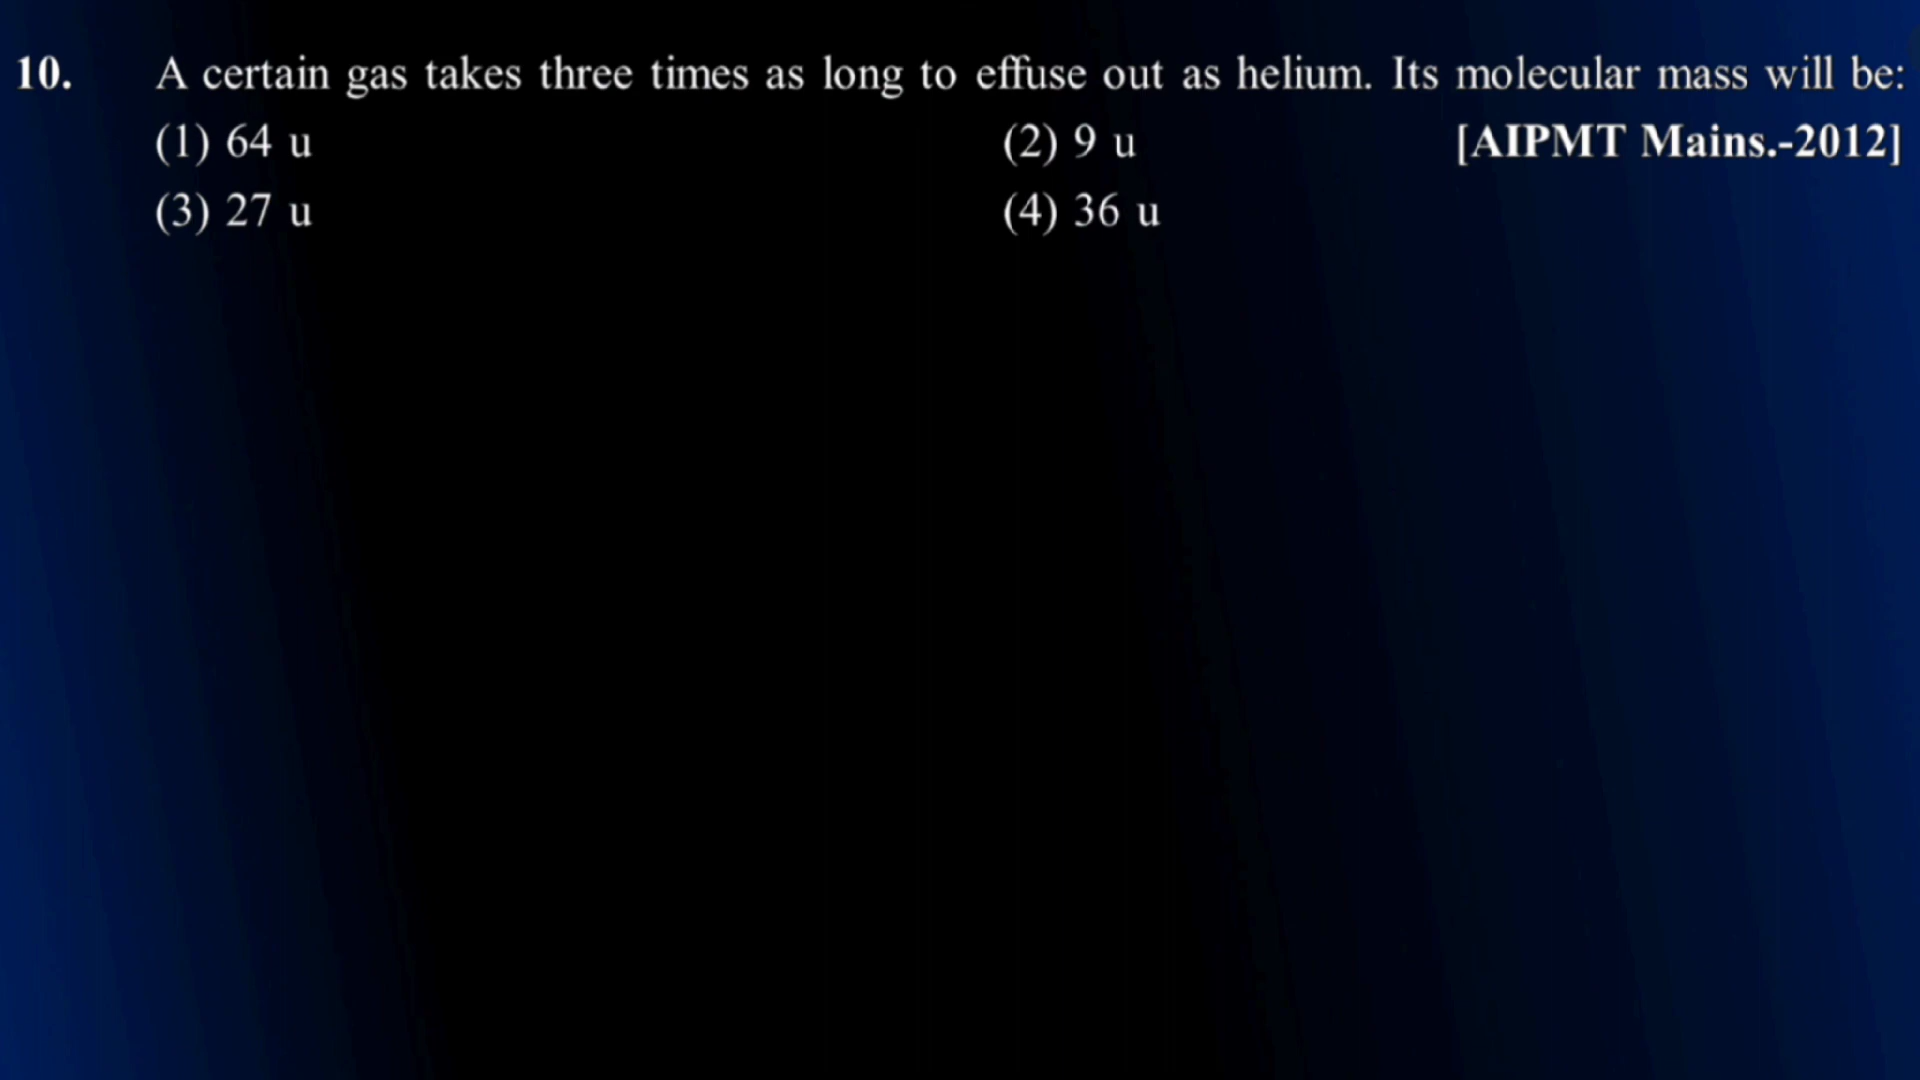 10. A certain gas takes three times as long to effuse out as helium. Its molecular mass will be:
(1) 64 u (2) 9 u [AIPMT Mains.-2012]
(3) 27 u (4) 36 u